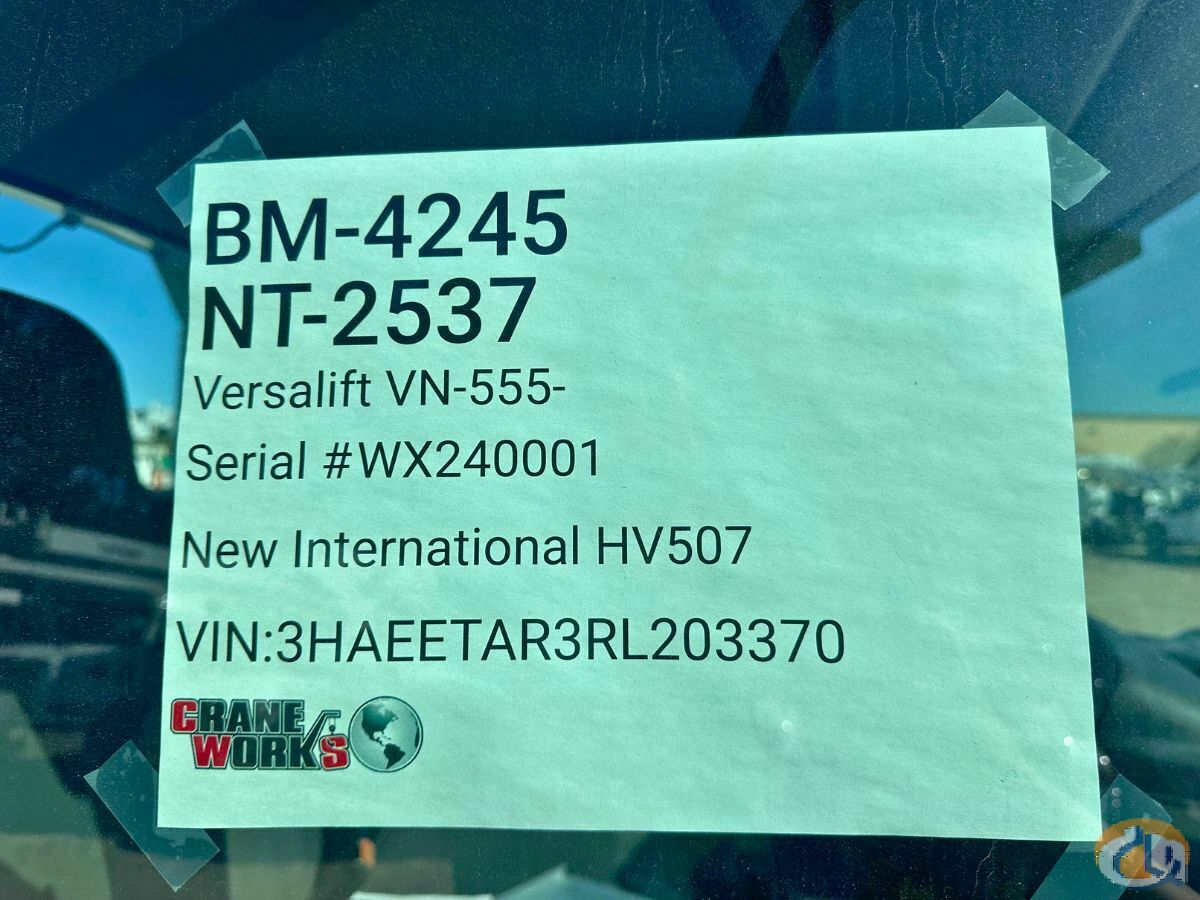 BM-4245
NT-2537
Versalift VN-555-
Serial #WX240001
New International HV507
VIN:3HAEETAR3RL203370
CRANE
WORKS